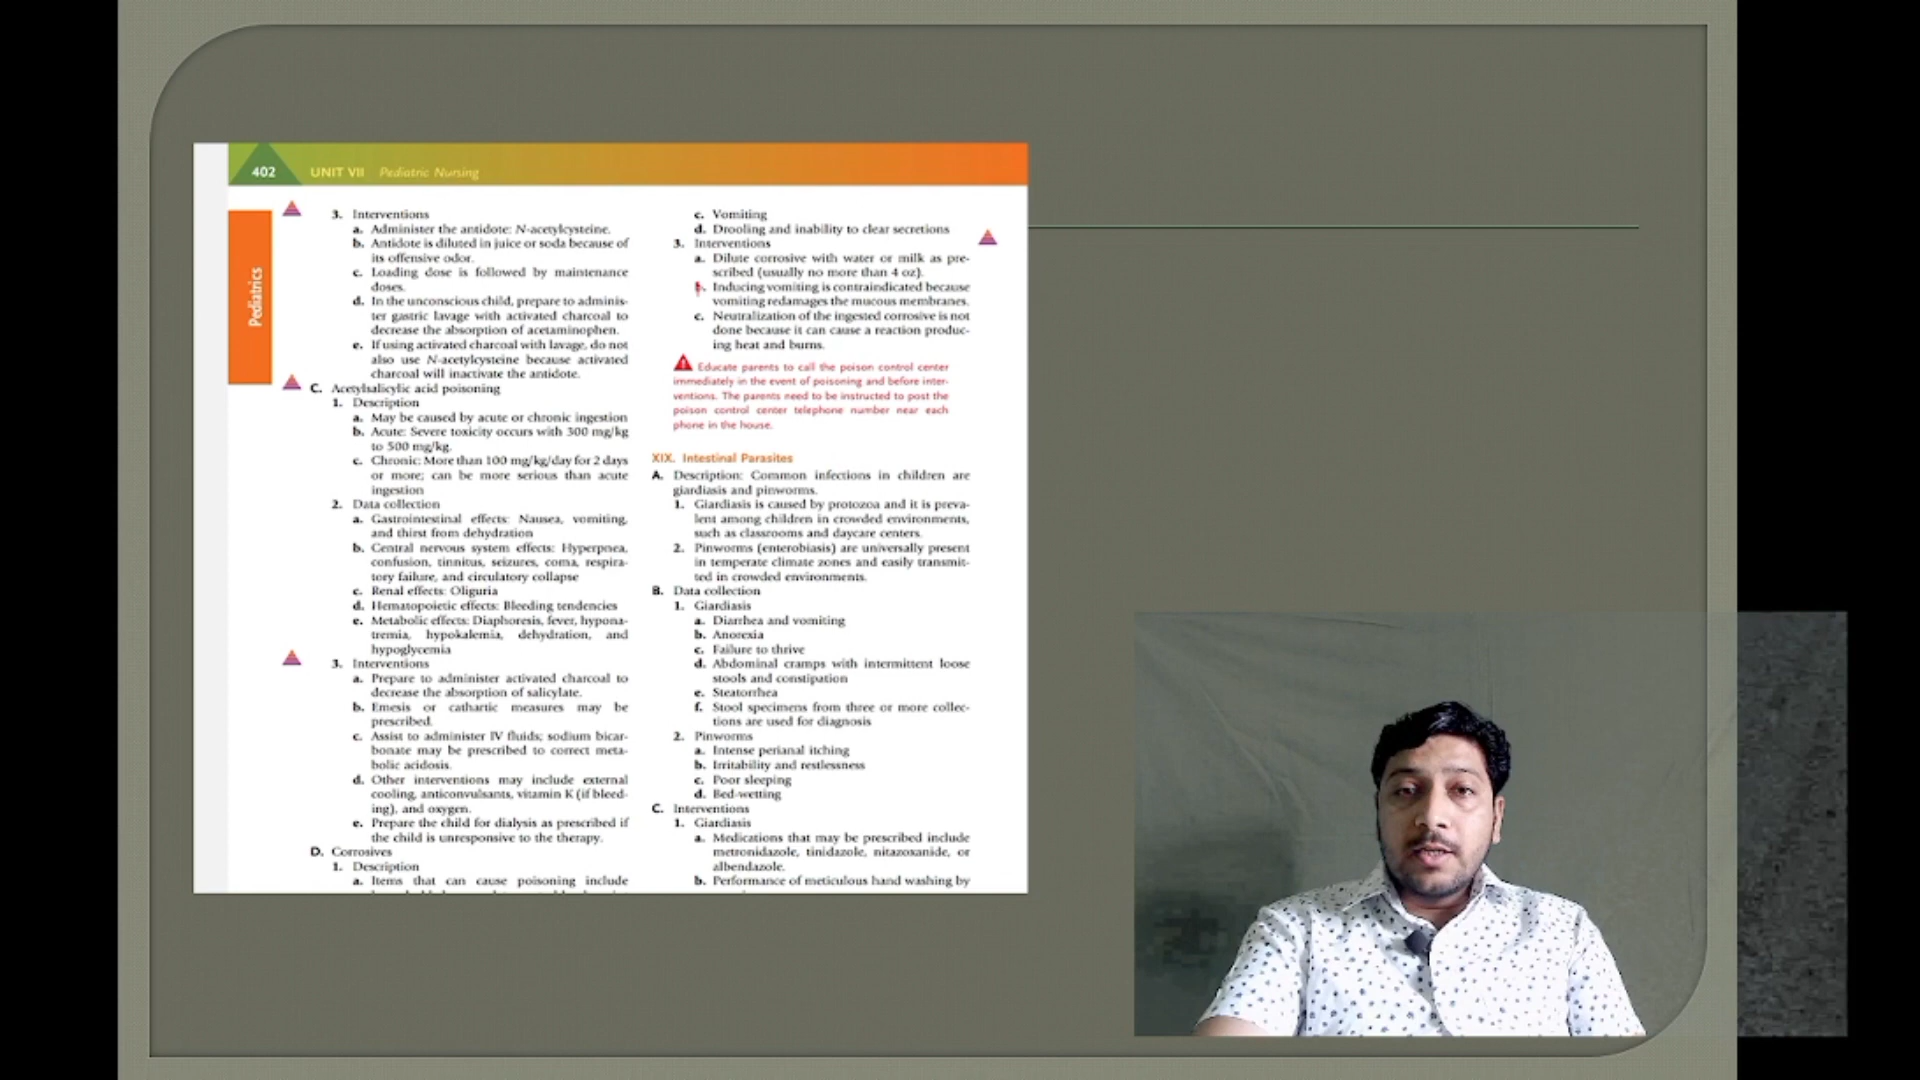 402 UNIT VII Pediatric Nursing
Pediatrics
3. Interventions
a. Administer the antidote: N-acetylcysteine.
b. Antidote is diluted in juice or soda because of
its offensive odor.
c. Loading dose is followed by maintenance
doses.
d. In the unconscious child, prepare to adminis-
ter gastric lavage with activated charcoal to
decrease the absorption of acetaminophen.
e. If using activated charcoal with lavage, do not
also use N-acetylcysteine because activated
charcoal will inactivate the antidote.
C. Acetylsalicylic acid poisoning
1. Description
a. May be caused by acute or chronic ingestion
b. Acute: Severe toxicity occurs with 300 mg/kg
to 500 mg/kg.
c. Chronic: More than 100 mg/kg/day for 2 days
or more; can be more serious than acute
ingestion
2. Data collection
a. Gastrointestinal effects: Nausea, vomiting,
and thirst from dehydration
b. Central nervous system effects: Hyperpnea,
confusion, tinnitus, seizures, coma, respira-
tory failure, and circulatory collapse
c. Renal effects: Oliguria
d. Hematopoietic effects: Bleeding tendencies
e. Metabolic effects: Diaphoresis, fever, hypona-
tremia, hypokalemia, dehydration, and
hypoglycemia
3. Interventions
a. Prepare to administer activated charcoal to
decrease the absorption of salicylate.
b. Emesis or cathartic measures may be
prescribed.
c. Assist to administer IV fluids; sodium bicar-
bonate may be prescribed to correct meta-
bolic acidosis.
d. Other interventions may include external
cooling, anticonvulsants, vitamin K (if bleed-
ing), and oxygen.
e. Prepare the child for dialysis as prescribed if
the child is unresponsive to the therapy.
D. Corrosives
1. Description
a. Items that can cause poisoning include
c. Vomiting
d. Drooling and inability to clear secretions
3. Interventions
a. Dilute corrosive with water or milk as pre-
scribed (usually no more than 4 oz).
b. Inducing vomiting is contraindicated because
vomiting redamages the mucous membranes.
c. Neutralization of the ingested corrosive is not
done because it can cause a reaction produc-
ing heat and burns.
Educate parents to call the poison control center
immediately in the event of poisoning and before inter-
ventions. The parents need to be instructed to post the
poison control center telephone number near each
phone in the house.
XIX. Intestinal Parasites
A. Description: Common infections in children are
giardiasis and pinworms.
1. Giardiasis is caused by protozoa and it is preva-
lent among children in crowded environments,
such as classrooms and daycare centers.
2. Pinworms (enterobiasis) are universally present
in temperate climate zones and easily transmit-
ted in crowded environments.
B. Data collection
1. Giardiasis
a. Diarrhea and vomiting
b. Anorexia
c. Failure to thrive
d. Abdominal cramps with intermittent loose
stools and constipation
e. Steatorrhea
f. Stool specimens from three or more collec-
tions are used for diagnosis
2. Pinworms
a. Intense perianal itching
b. Irritability and restlessness
c. Poor sleeping
d. Bed-wetting
C. Interventions
1. Giardiasis
a. Medications that may be prescribed include
metronidazole, tinidazole, nitazoxanide, or
albendazole.
b. Performance of meticulous hand washing by